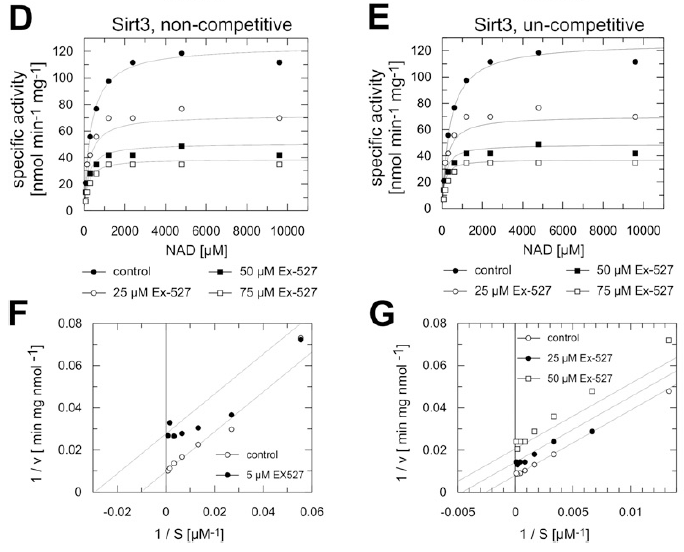 D
Sirt3, non-competitive
120
100
80
60
40
20
0
specific activity
[nmol min-1 mg-1]
0 2000 4000 6000 8000 10000
NAD [µM]
control
25 µM Ex-527
50 µM Ex-527
75 µM Ex-527
E
Sirt3, un-competitive
120
100
80
60
40
20
0
specific activity
[nmol min-1 mg-1]
0 2000 4000 6000 8000 10000
NAD [µM]
control
25 µM Ex-527
50 µM Ex-527
75 µM Ex-527
F
0.08
0.06
0.04
0.02
0
1 / v [ min mg nmol -1]
control
5 µM EX527
-0.02 0 0.02 0.04 0.06
1 / S [µM-1]
G
0.08
0.06
0.04
0.02
0
1 / v [ min mg nmol -1]
control
25 µM Ex-527
50 µM Ex-527
-0.005 0 0.005 0.01
1 / S [µM-1]